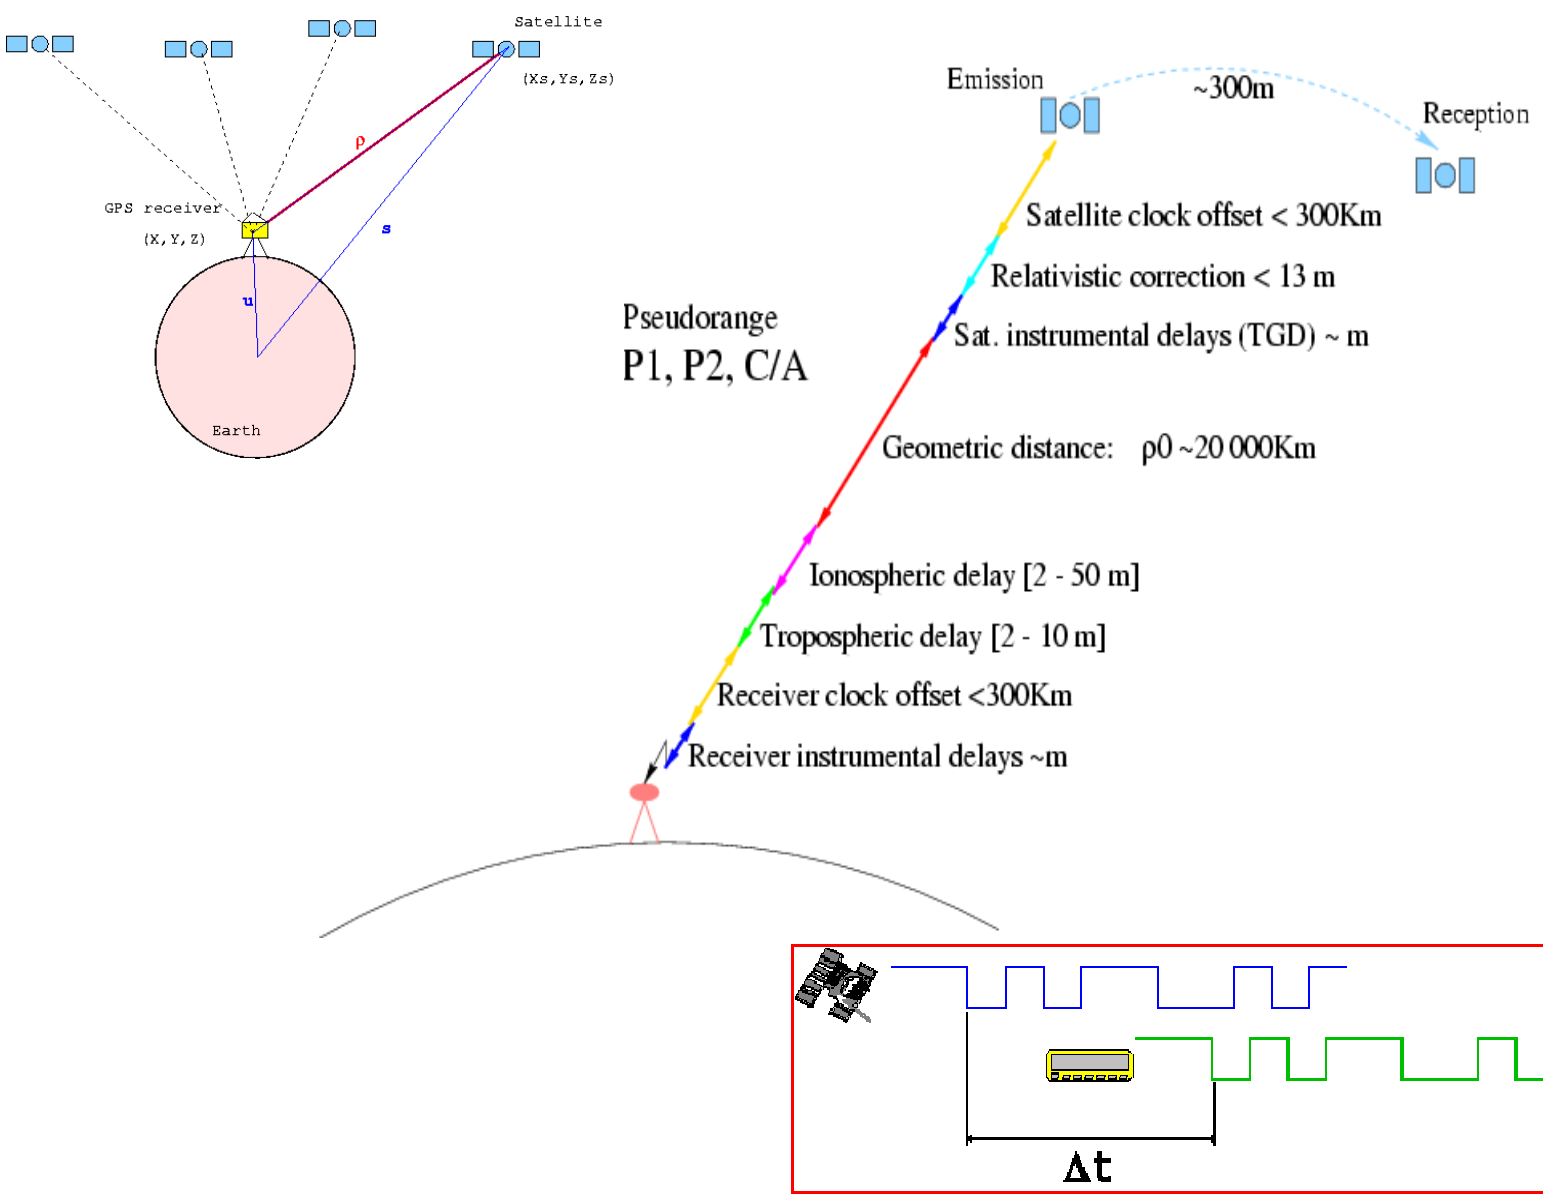 Satellite
(Xs,Ys,Zs)
ρ
GPS receiver
(X,Y,Z)
s
u
Earth
Emission
~300m
Reception
Satellite clock offset < 300Km
Relativistic correction < 13 m
Pseudorange
P1, P2, C/A
Sat. instrumental delays (TGD) ~ m
Geometric distance: ρ0 ~20 000Km
Ionospheric delay [2 - 50 m]
Tropospheric delay [2 - 10 m]
Receiver clock offset <300Km
Receiver instrumental delays ~m
Δt